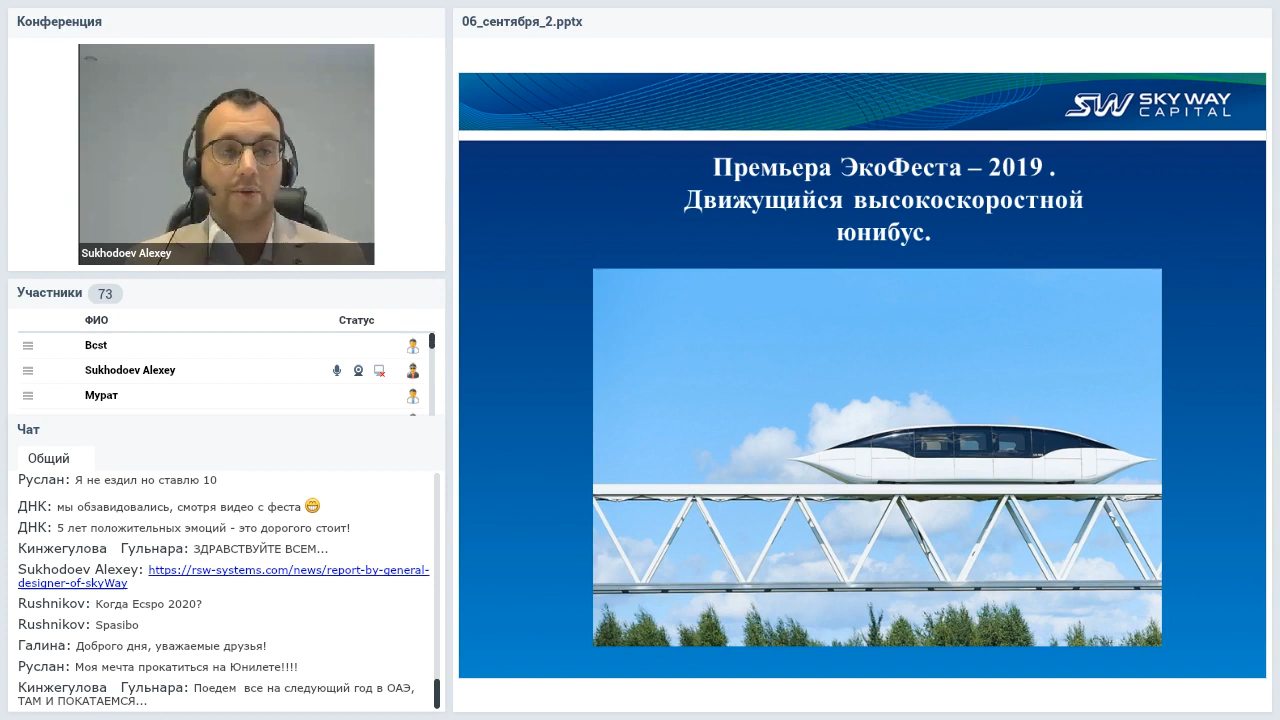 Конференция
Sukhodoev Alexey
Участники 73
ФИО Статус
Bcst
Sukhodoev Alexey
Мурат
Чат
Общий
Руслан: Я не ездил но ставлю 10
ДНК: мы обзавидовались, смотря видео с феста
ДНК: 5 лет положительных эмоций - это дорогого стоит!
Кинжегулова Гульнара: ЗДРАВСТВУЙТЕ ВСЕМ...
Sukhodoev Alexey: https://rsw-systems.com/news/report-by-general-
designer-of-skyWay
Rushnikov: Когда Ecspo 2020?
Rushnikov: Spasibo
Галина: Доброго дня, уважаемые друзья!
Руслан: Моя мечта прокатиться на Юнилете!!!!
Кинжегулова Гульнара: Поедем все на следующий год в ОАЭ,
ТАМ И ПОКАТАЕМСЯ...
06_сентября_2.pptx
SW SKY WAY
CAPITAL
Премьера ЭкоФеста – 2019 .
Движущийся высокоскоростной
юнибус.